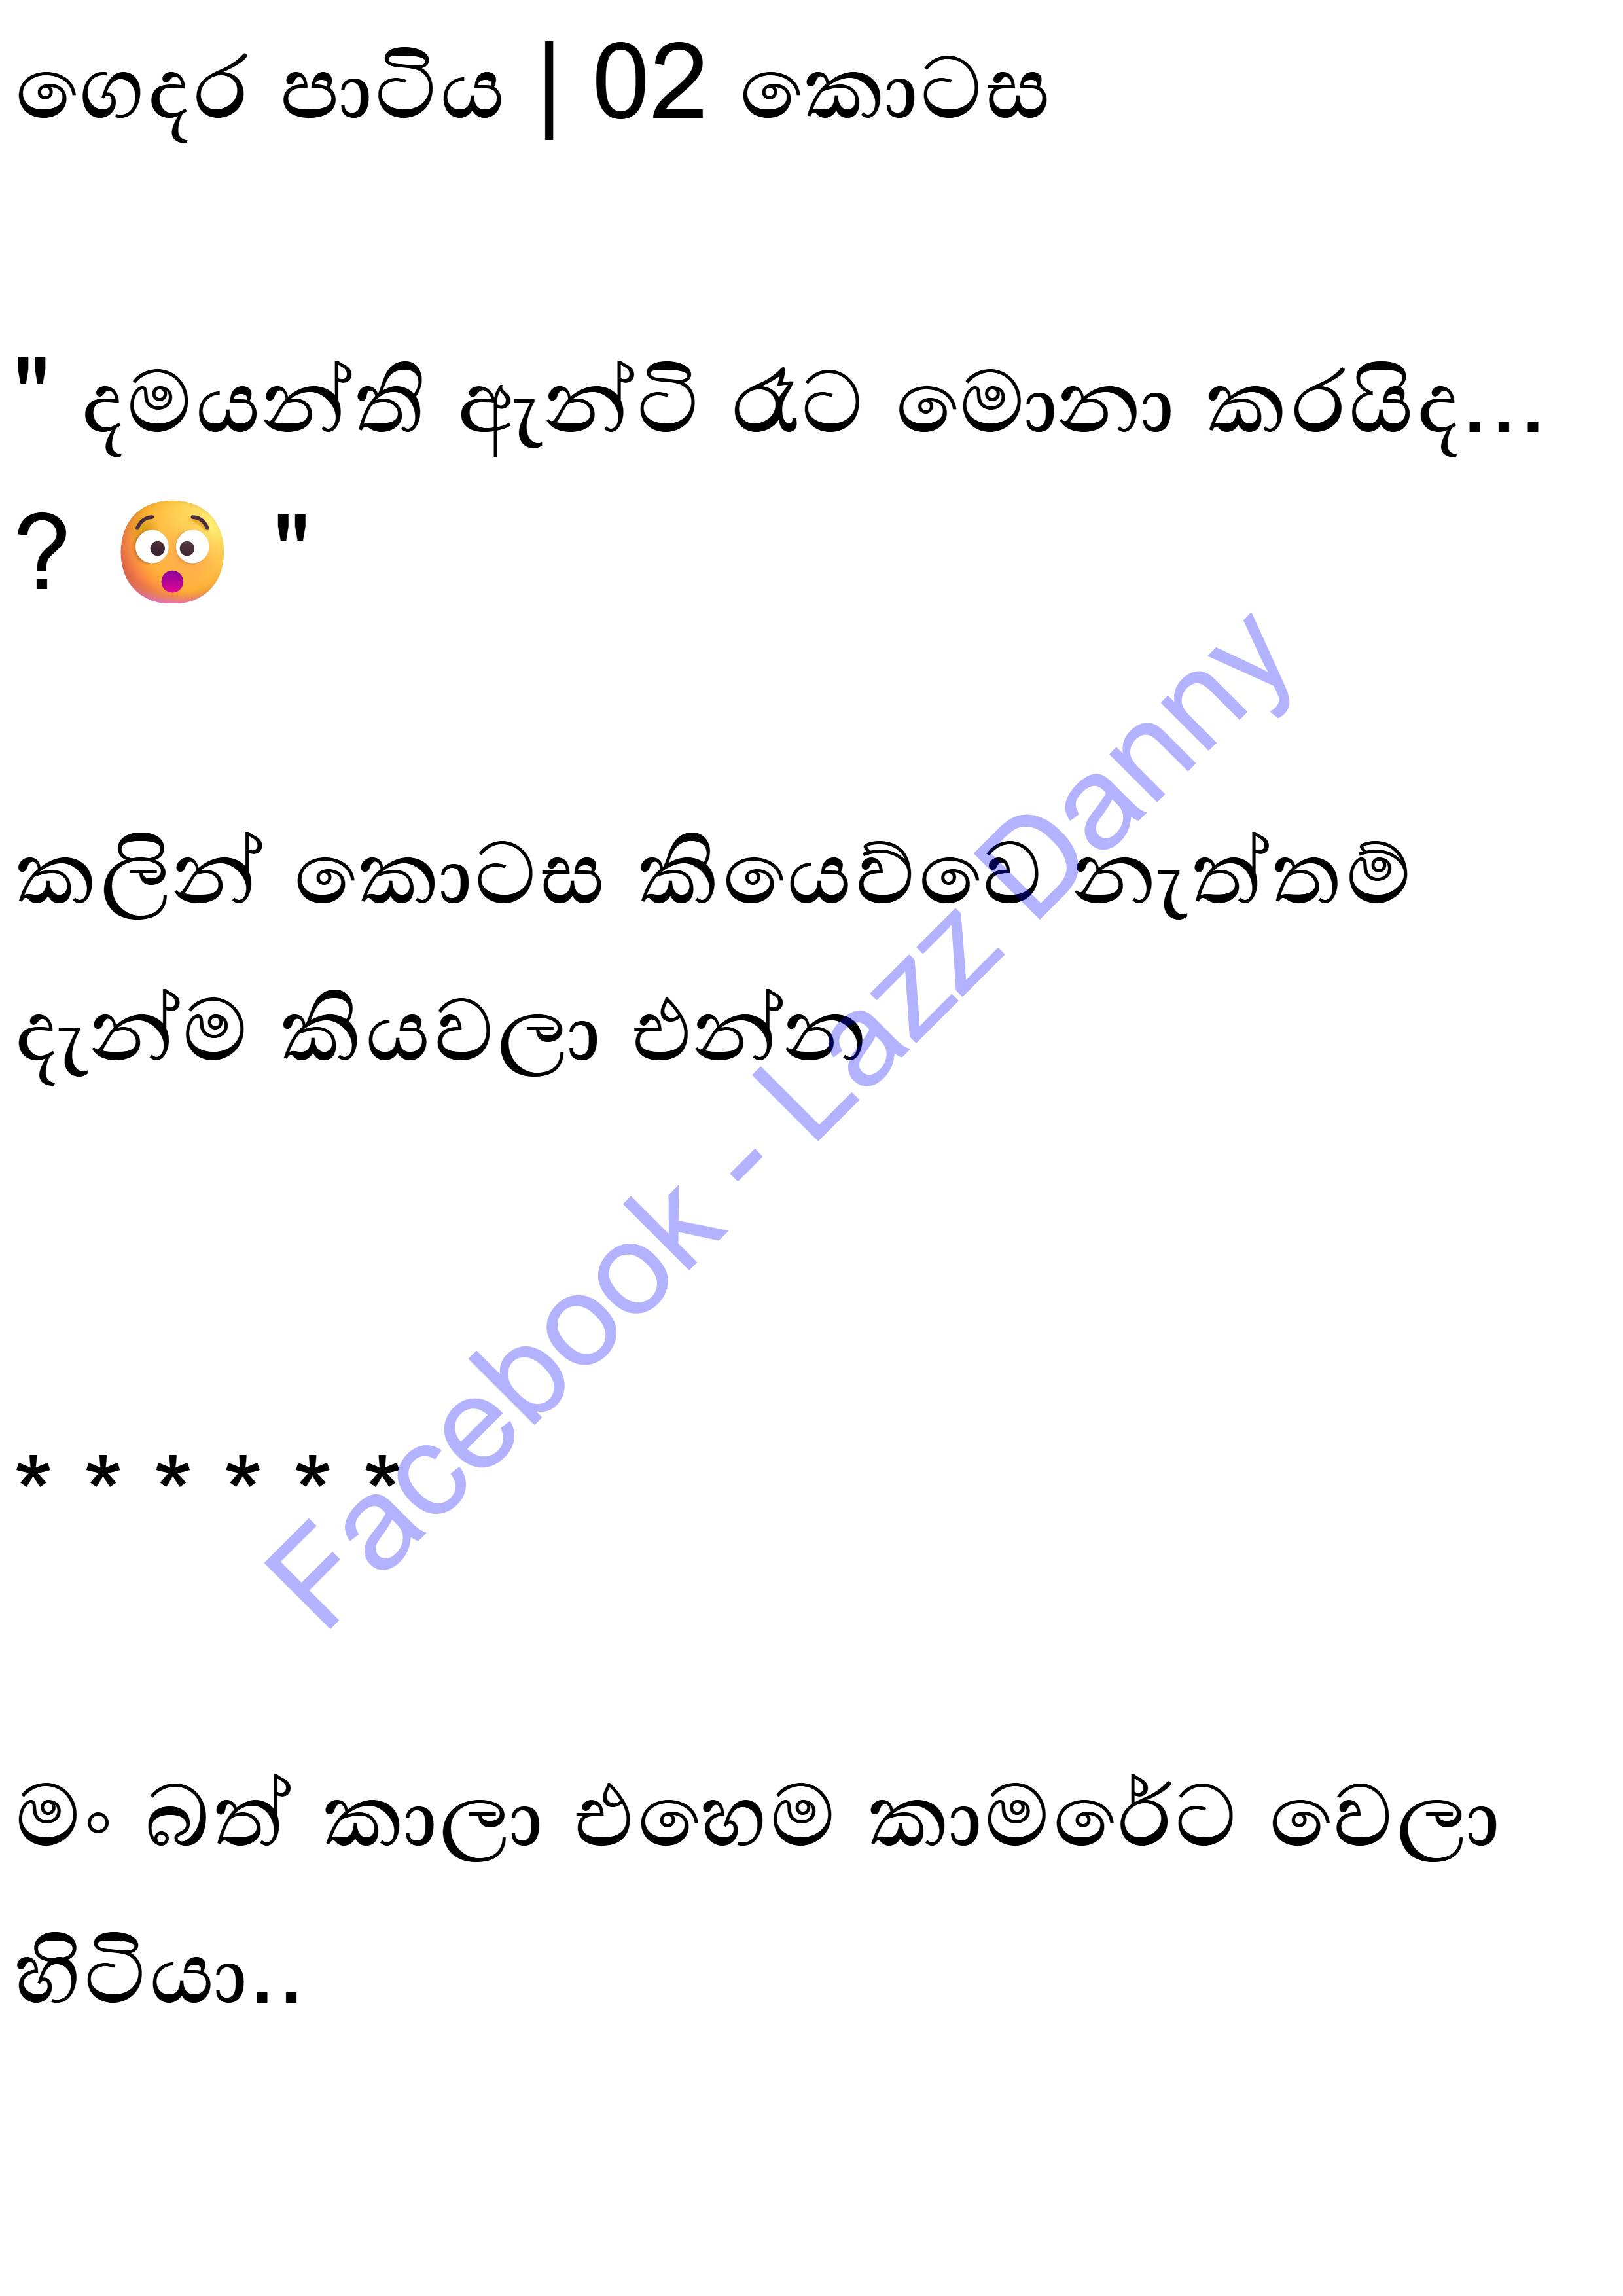 ගෙදර පාටිය | 02 කොටස
" දමයන්ති ඇන්ටි රෑට මොනා කරයිද...
? 😯 "
කලින් කොටස කියෙව්වෙ නැත්තම්
දැන්ම කියවලා එන්න
Facebook - Lazz Danny
* * * * * *
මං බත් කාලා එහෙම කාමරේට වෙලා
හිටියා..